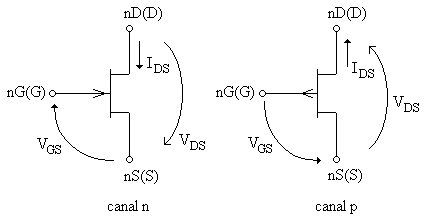 nD(D) nD(D)
I_DS I_DS
nG(G) V_DS nG(G) V_DS
V_GS V_GS
nS(S) nS(S)
canal n canal p